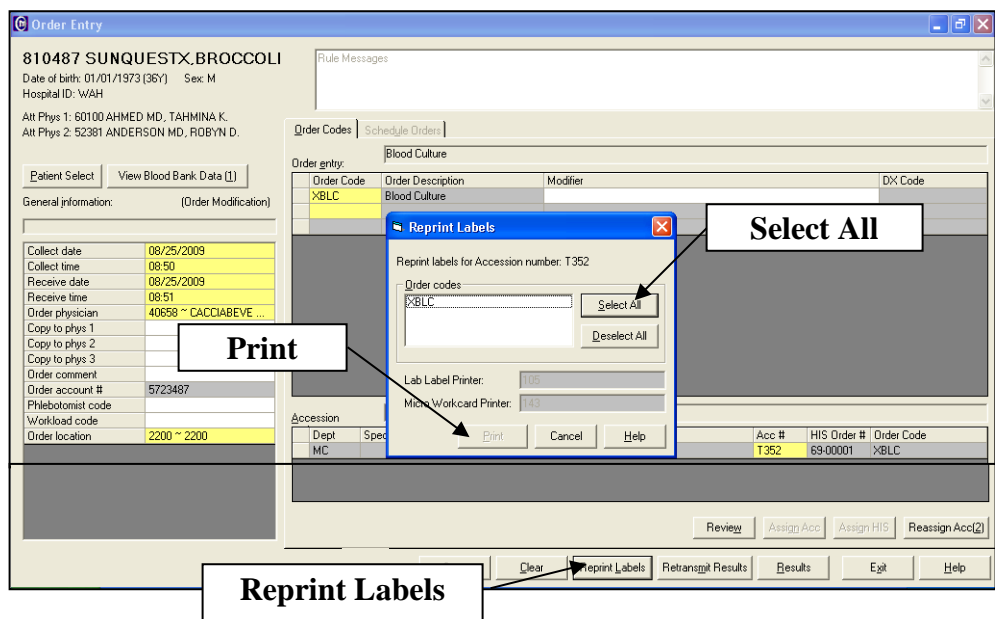 Order Entry
810487 SUNQUESTX,BROCCOLI
Date of birth: 01/01/1973 (36Y) Sex: M
Hospital ID: WAH
Att Phys 1: 60100 AHMED MD, TAHMINA K.
Att Phys 2: 52381 ANDERSON MD, ROBYN D.
Rule Messages
Patient Select View Blood Bank Data (1)
General information: (Order Modification)
Collect date 08/25/2009
Collect time 08:50
Receive date 08/25/2009
Receive time 08:51
Order physician 40658 ~ CACCIABEVE ...
Copy to phys 1
Copy to phys 2
Copy to phys 3
Order comment
Order account # 5723487
Phlebotomist code
Workload code
Order location 2200 ~ 2200
Order Codes Schedule Orders
Order entry: Blood Culture
Order Code Order Description Modifier DX Code
XBLC Blood Culture
Reprint Labels
Reprint labels for Accession number: T352
Order codes
XBLC
Select All
Deselect All
Lab Label Printer: 105
Micro Workcard Printer: 143
Print Cancel Help
Select All
Print
Accession
Dept Spec Acc # HIS Order # Order Code
MC T352 69-00001 XBLC
Review Assign Acc Assign HIS Reassign Acc(2)
Clear Reprint Labels Retransmit Results Results Exit Help
Reprint Labels